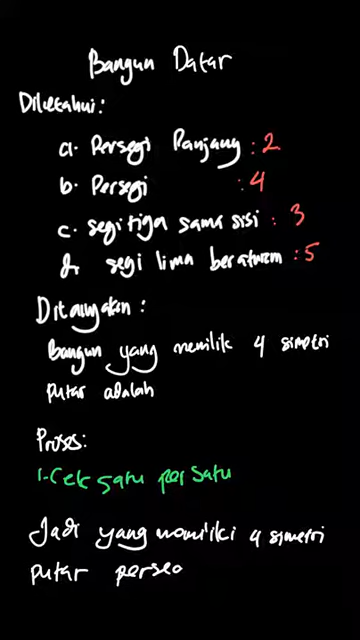 Bangun Datar
Diketahui:
a. Persegi Panjang : 2
b. Persegi : 4
c. segitiga sama sisi : 3
d. segi lima beraturan : 5
Ditanyakan :
Bangun yang memilik 4 simetri
putar adalah
Proses:
1. Cek satu per satu
Jadi yang memiliki 4 simetri
putar perseg